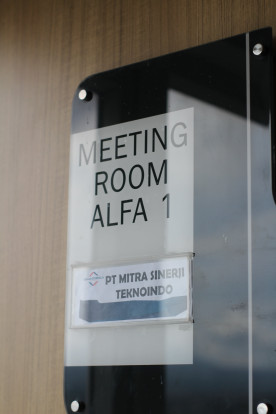 MEETING
ROOM
ALFA 1
PT MITRA SINERJI
TEKNOINDO